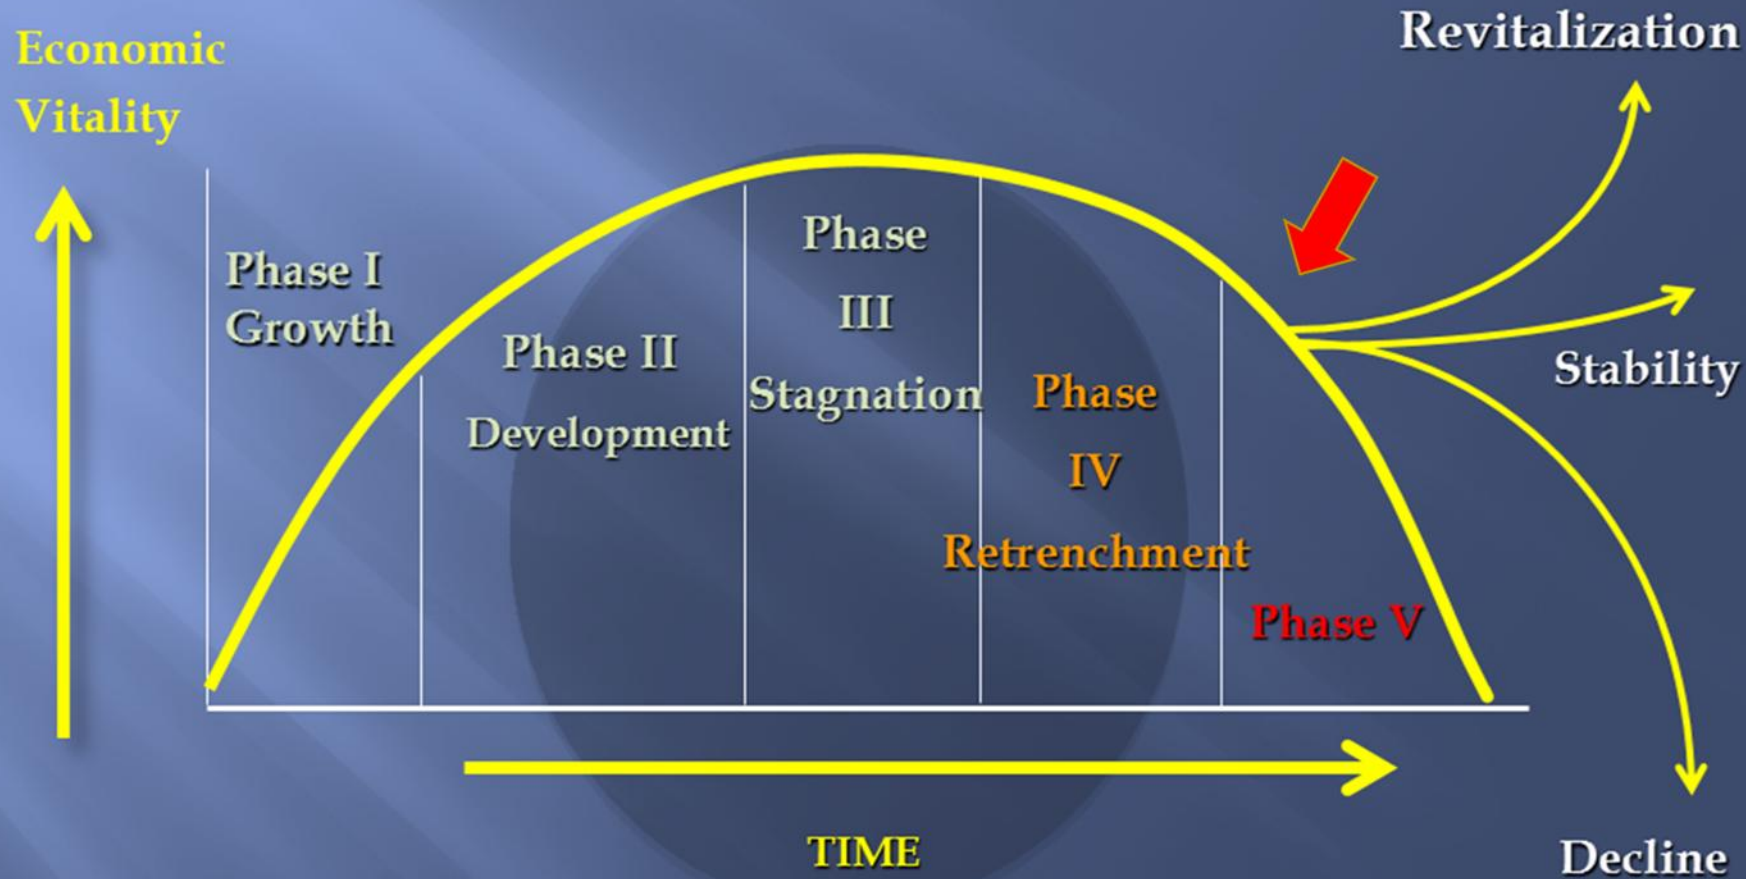 Economic
Vitality
Revitalization
Phase I
Growth
Phase II
Development
Phase
III
Stagnation
Phase
IV
Retrenchment
Phase V
Stability
Decline
TIME